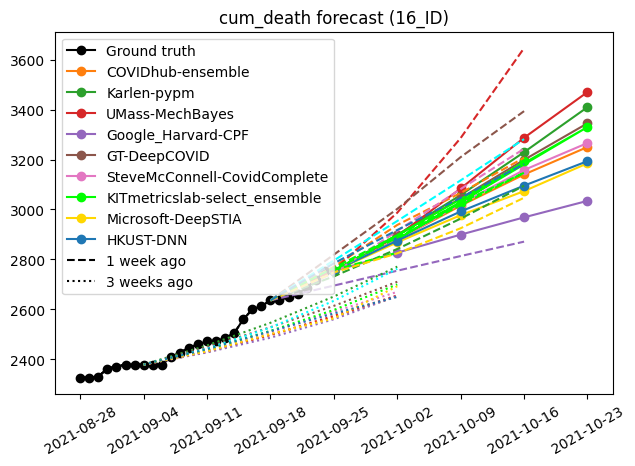 cum_death forecast (16_ID)
3600
3400
3200
3000
2800
2600
2400
Ground truth
COVIDhub-ensemble
Karlen-pypm
UMass-MechBayes
Google_Harvard-CPF
GT-DeepCOVID
SteveMcConnell-CovidComplete
KITmetricslab-select_ensemble
Microsoft-DeepSTIA
HKUST-DNN
1 week ago
3 weeks ago
2021-08-28
2021-09-04
2021-09-11
2021-09-18
2021-09-25
2021-10-02
2021-10-09
2021-10-16
2021-10-23